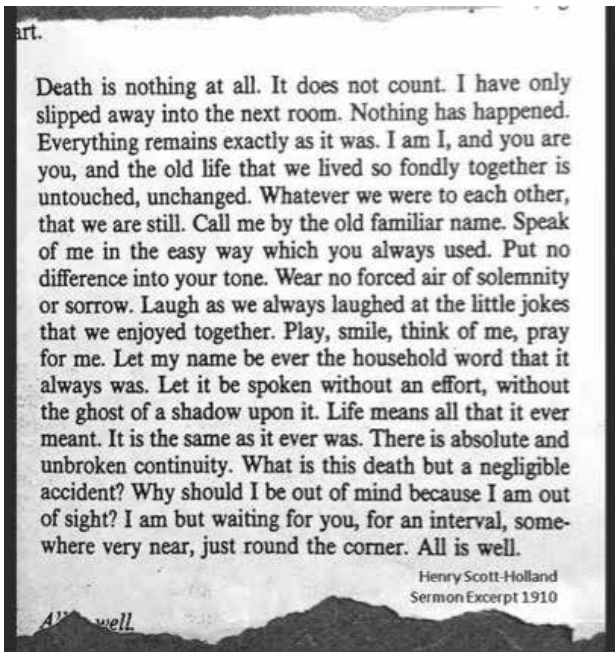 art.
Death is nothing at all. It does not count. I have only
slipped away into the next room. Nothing has happened.
Everything remains exactly as it was. I am I, and you are
you, and the old life that we lived so fondly together is
untouched, unchanged. Whatever we were to each other,
that we are still. Call me by the old familiar name. Speak
of me in the easy way which you always used. Put no
difference into your tone. Wear no forced air of solemnity
or sorrow. Laugh as we always laughed at the little jokes
that we enjoyed together. Play, smile, think of me, pray
for me. Let my name be ever the household word that it
always was. Let it be spoken without an effort, without
the ghost of a shadow upon it. Life means all that it ever
meant. It is the same as it ever was. There is absolute and
unbroken continuity. What is this death but a negligible
accident? Why should I be out of mind because I am out
of sight? I am but waiting for you, for an interval, some-
where very near, just round the corner. All is well.
Henry Scott-Holland
Sermon Excerpt 1910
well.